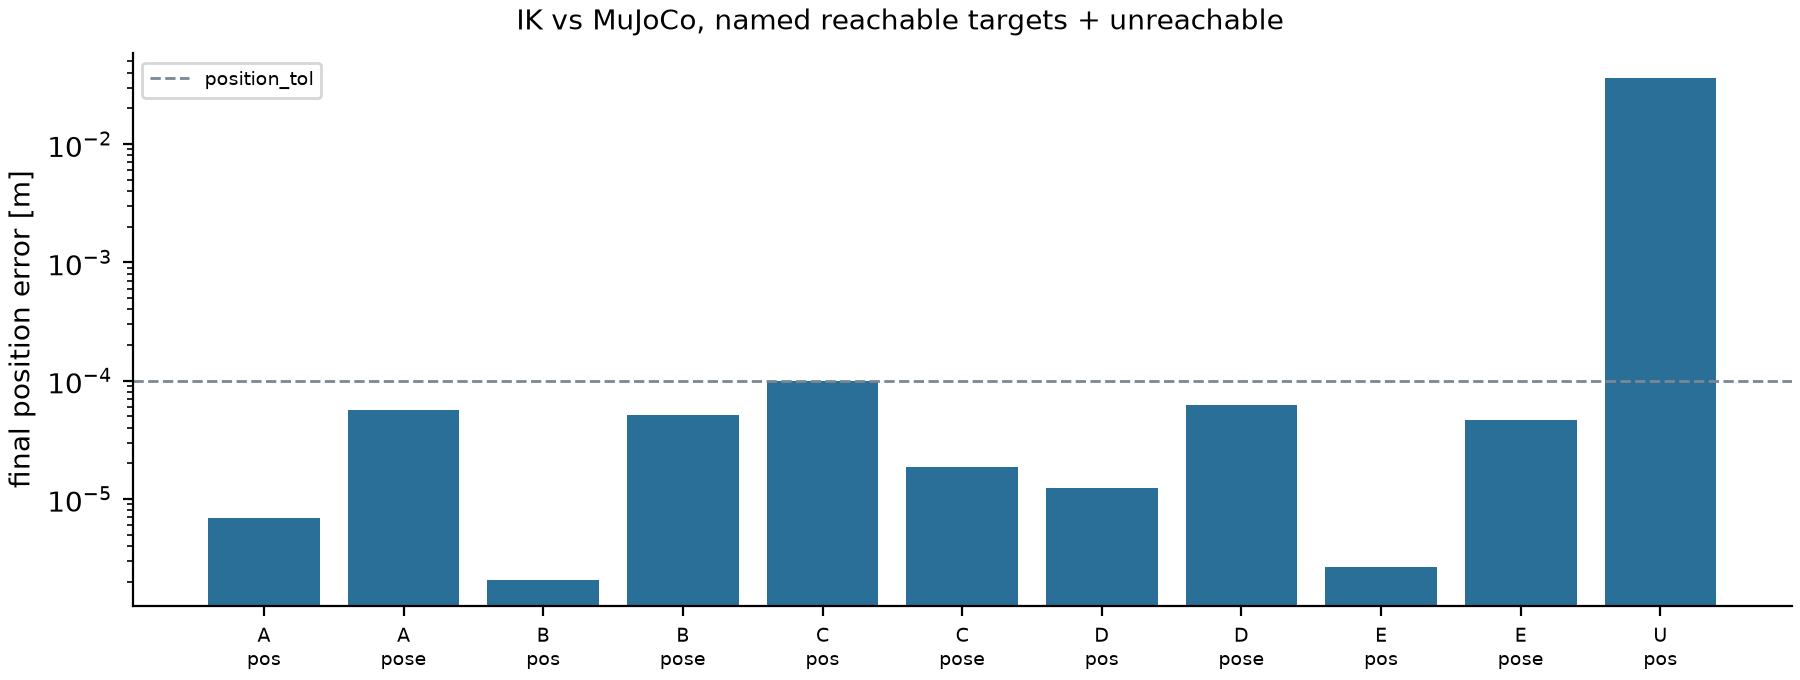 IK vs MuJoCo, named reachable targets + unreachable
position_tol
final position error [m]
10⁻²
10⁻³
10⁻⁴
10⁻⁵
A pos
A pose
B pos
B pose
C pos
C pose
D pos
D pose
E pos
E pose
U pos